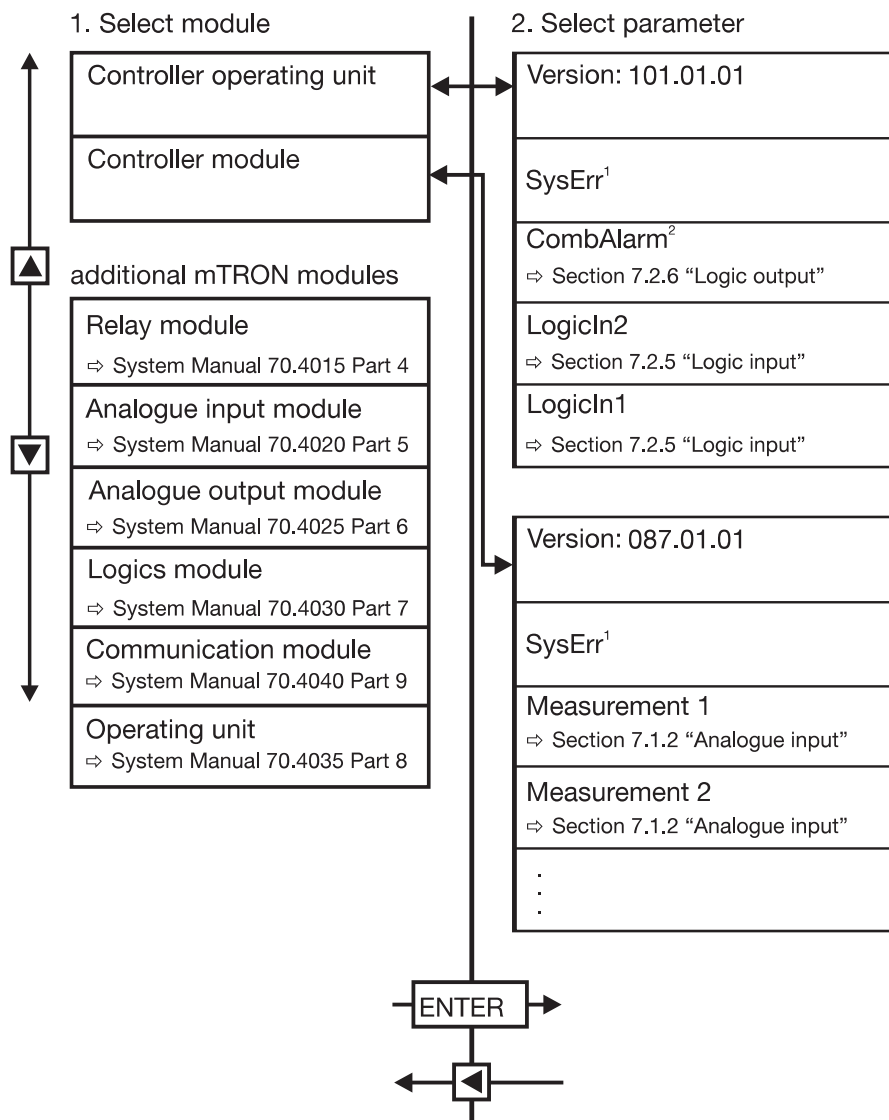 1. Select module
Controller operating unit
Controller module
additional mTRON modules
Relay module
⇨ System Manual 70.4015 Part 4
Analogue input module
⇨ System Manual 70.4020 Part 5
Analogue output module
⇨ System Manual 70.4025 Part 6
Logics module
⇨ System Manual 70.4030 Part 7
Communication module
⇨ System Manual 70.4040 Part 9
Operating unit
⇨ System Manual 70.4035 Part 8
2. Select parameter
Version: 101.01.01
SysErr¹
CombAlarm²
⇨ Section 7.2.6 “Logic output”
LogicIn2
⇨ Section 7.2.5 “Logic input”
LogicIn1
⇨ Section 7.2.5 “Logic input”
Version: 087.01.01
SysErr¹
Measurement 1
⇨ Section 7.1.2 “Analogue input”
Measurement 2
⇨ Section 7.1.2 “Analogue input”
.
.
.
ENTER